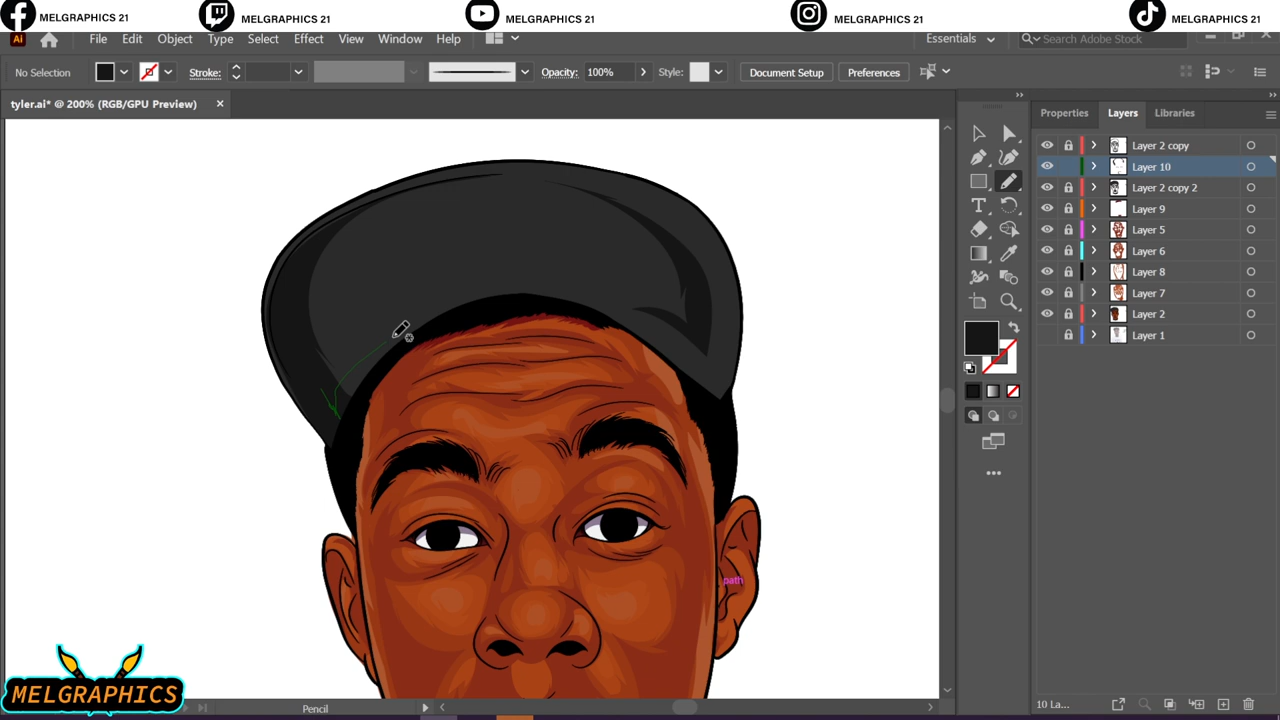 MELGRAPHICS 21 MELGRAPHICS 21 MELGRAPHICS 21 MELGRAPHICS 21 MELGRAPHICS 21
Ai File Edit Object Type Select Effect View Window Help Essentials Search Adobe Stock
No Selection Stroke: Opacity: 100% Style: Document Setup Preferences
tyler.ai* @ 200% (RGB/GPU Preview)
Properties Layers Libraries
Layer 2 copy
Layer 10
Layer 2 copy 2
Layer 9
Layer 5
Layer 6
Layer 8
Layer 7
Layer 2
Layer 1
path
MELGRAPHICS
Pencil
10 La...